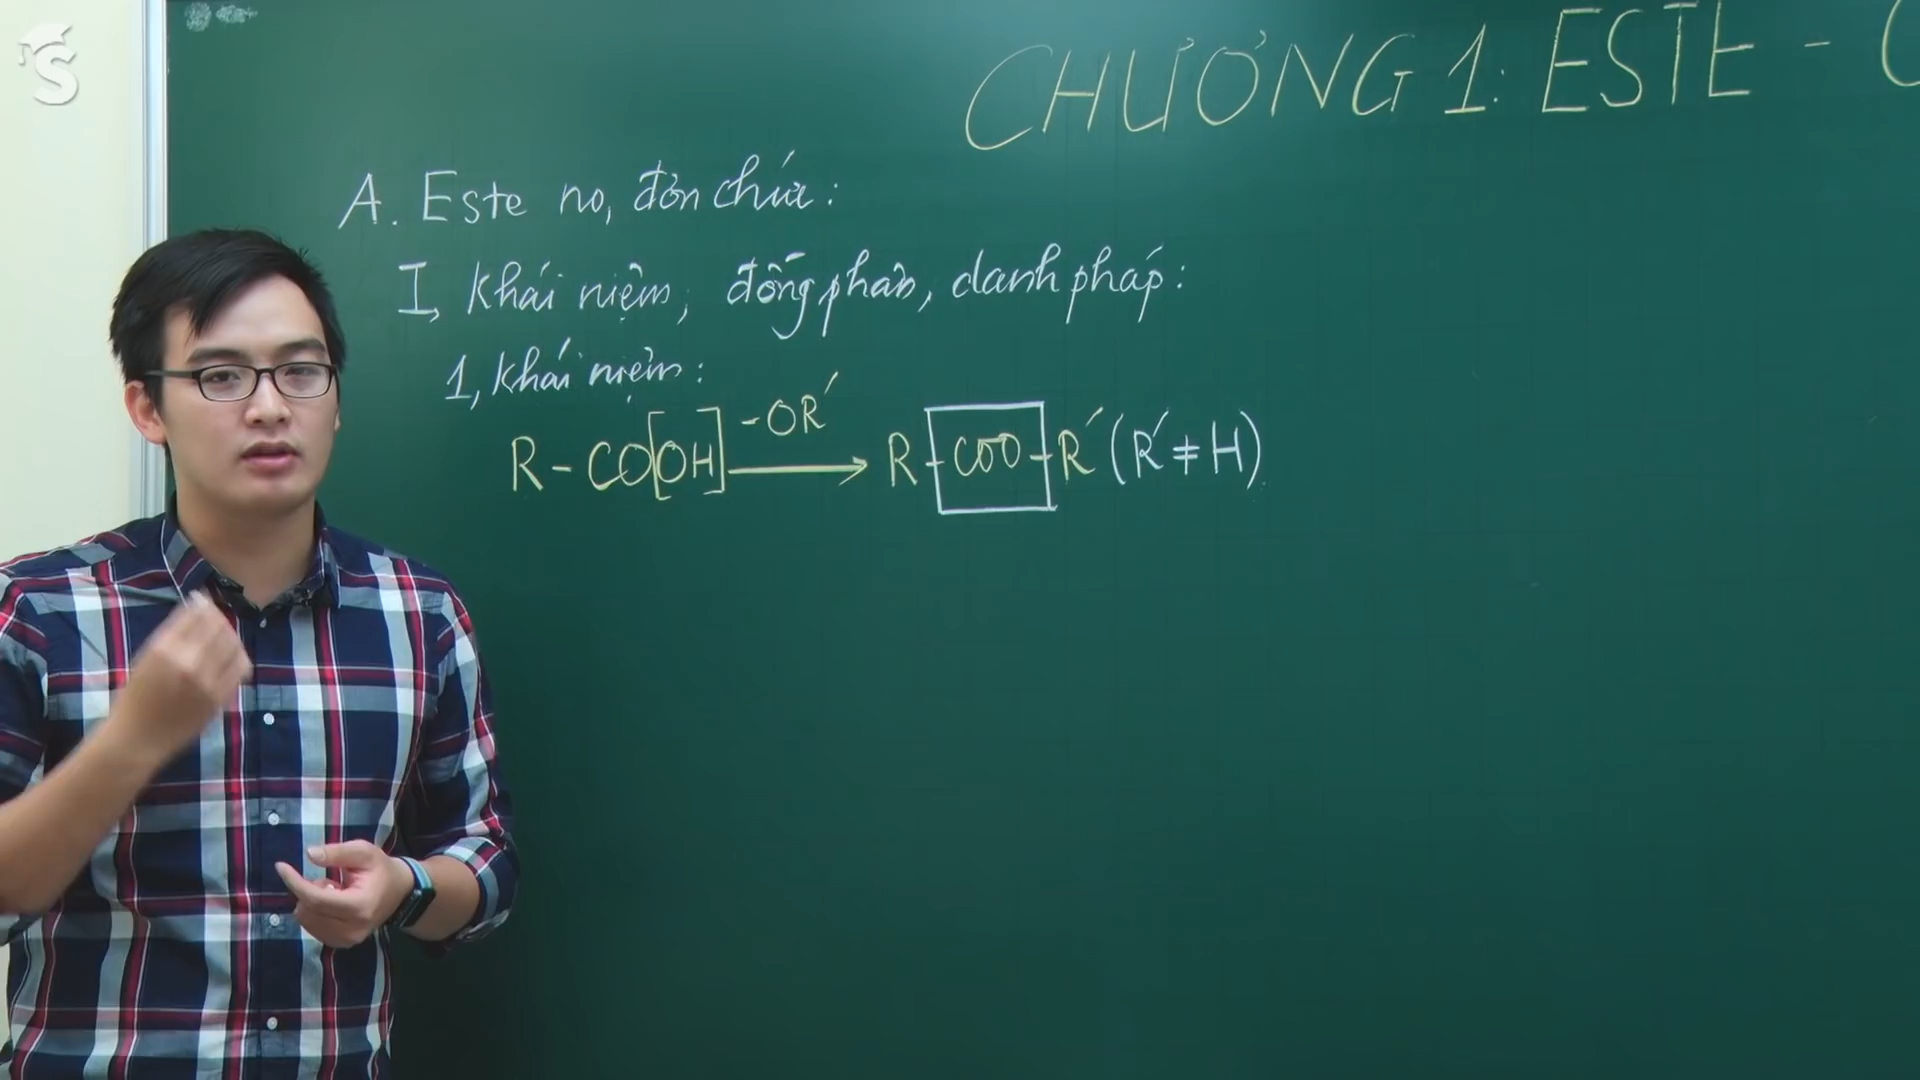 CHƯƠNG 1: ESTE -
A. Este no, đơn chức:
I, Khái niệm, đồng phân, danh pháp:
1, Khái niệm:
R - CO[OH] -OR' → R - COO - R' (R' ≠ H)